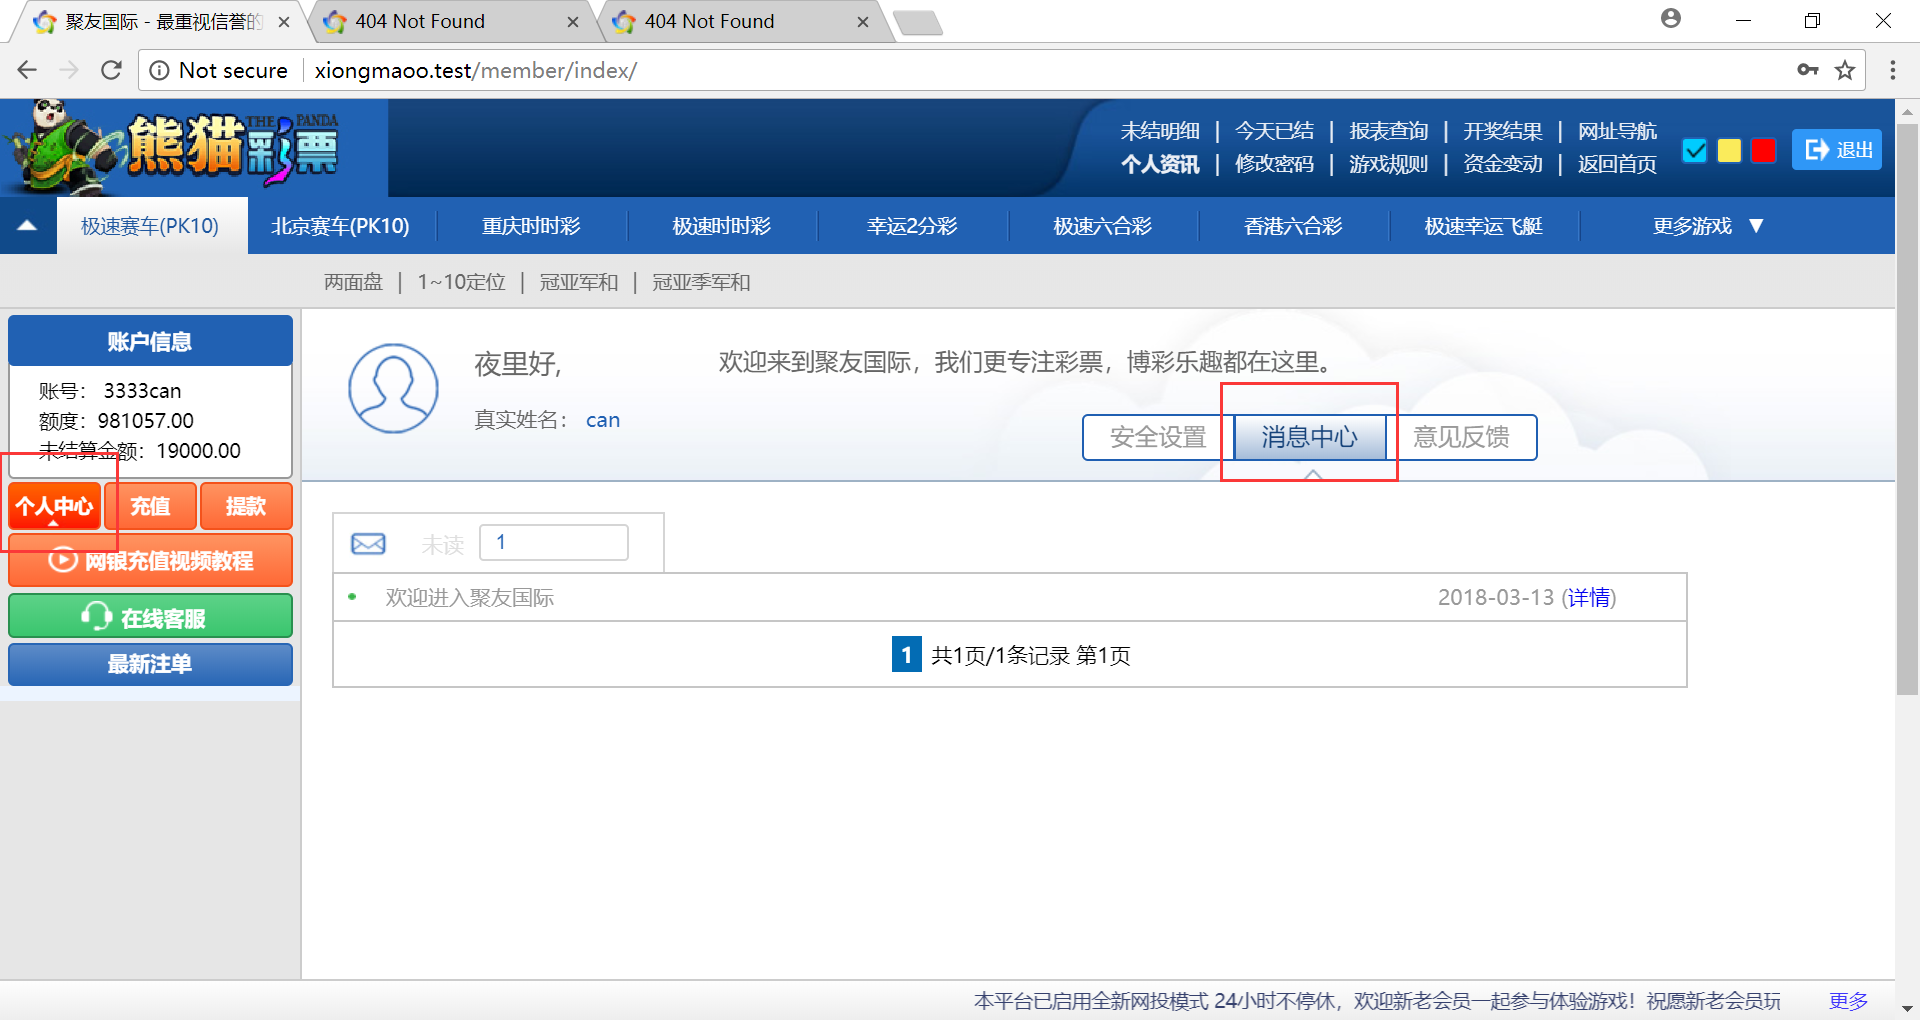 聚友国际 - 最重视信誉的
404 Not Found
404 Not Found
Not secure
xiongmaoo.test/member/index/
熊猫彩票
THE PANDA
未结明细 | 今天已结 | 报表查询 | 开奖结果 | 网址导航
个人资讯 | 修改密码 | 游戏规则 | 资金变动 | 返回首页
退出
极速赛车(PK10)
北京赛车(PK10)
重庆时时彩
极速时时彩
幸运2分彩
极速六合彩
香港六合彩
极速幸运飞艇
更多游戏 ▼
两面盘 | 1~10定位 | 冠亚军和 | 冠亚季军和
账户信息
账号： 3333can
额度：981057.00
未结算金额：19000.00
个人中心
充值
提款
网银充值视频教程
在线客服
最新注单
夜里好,
欢迎来到聚友国际，我们更专注彩票，博彩乐趣都在这里。
真实姓名： can
安全设置
消息中心
意见反馈
未读
1
欢迎进入聚友国际
2018-03-13 (详情)
1 共1页/1条记录 第1页
本平台已启用全新网投模式 24小时不停休，欢迎新老会员一起参与体验游戏！祝愿新老会员玩
更多